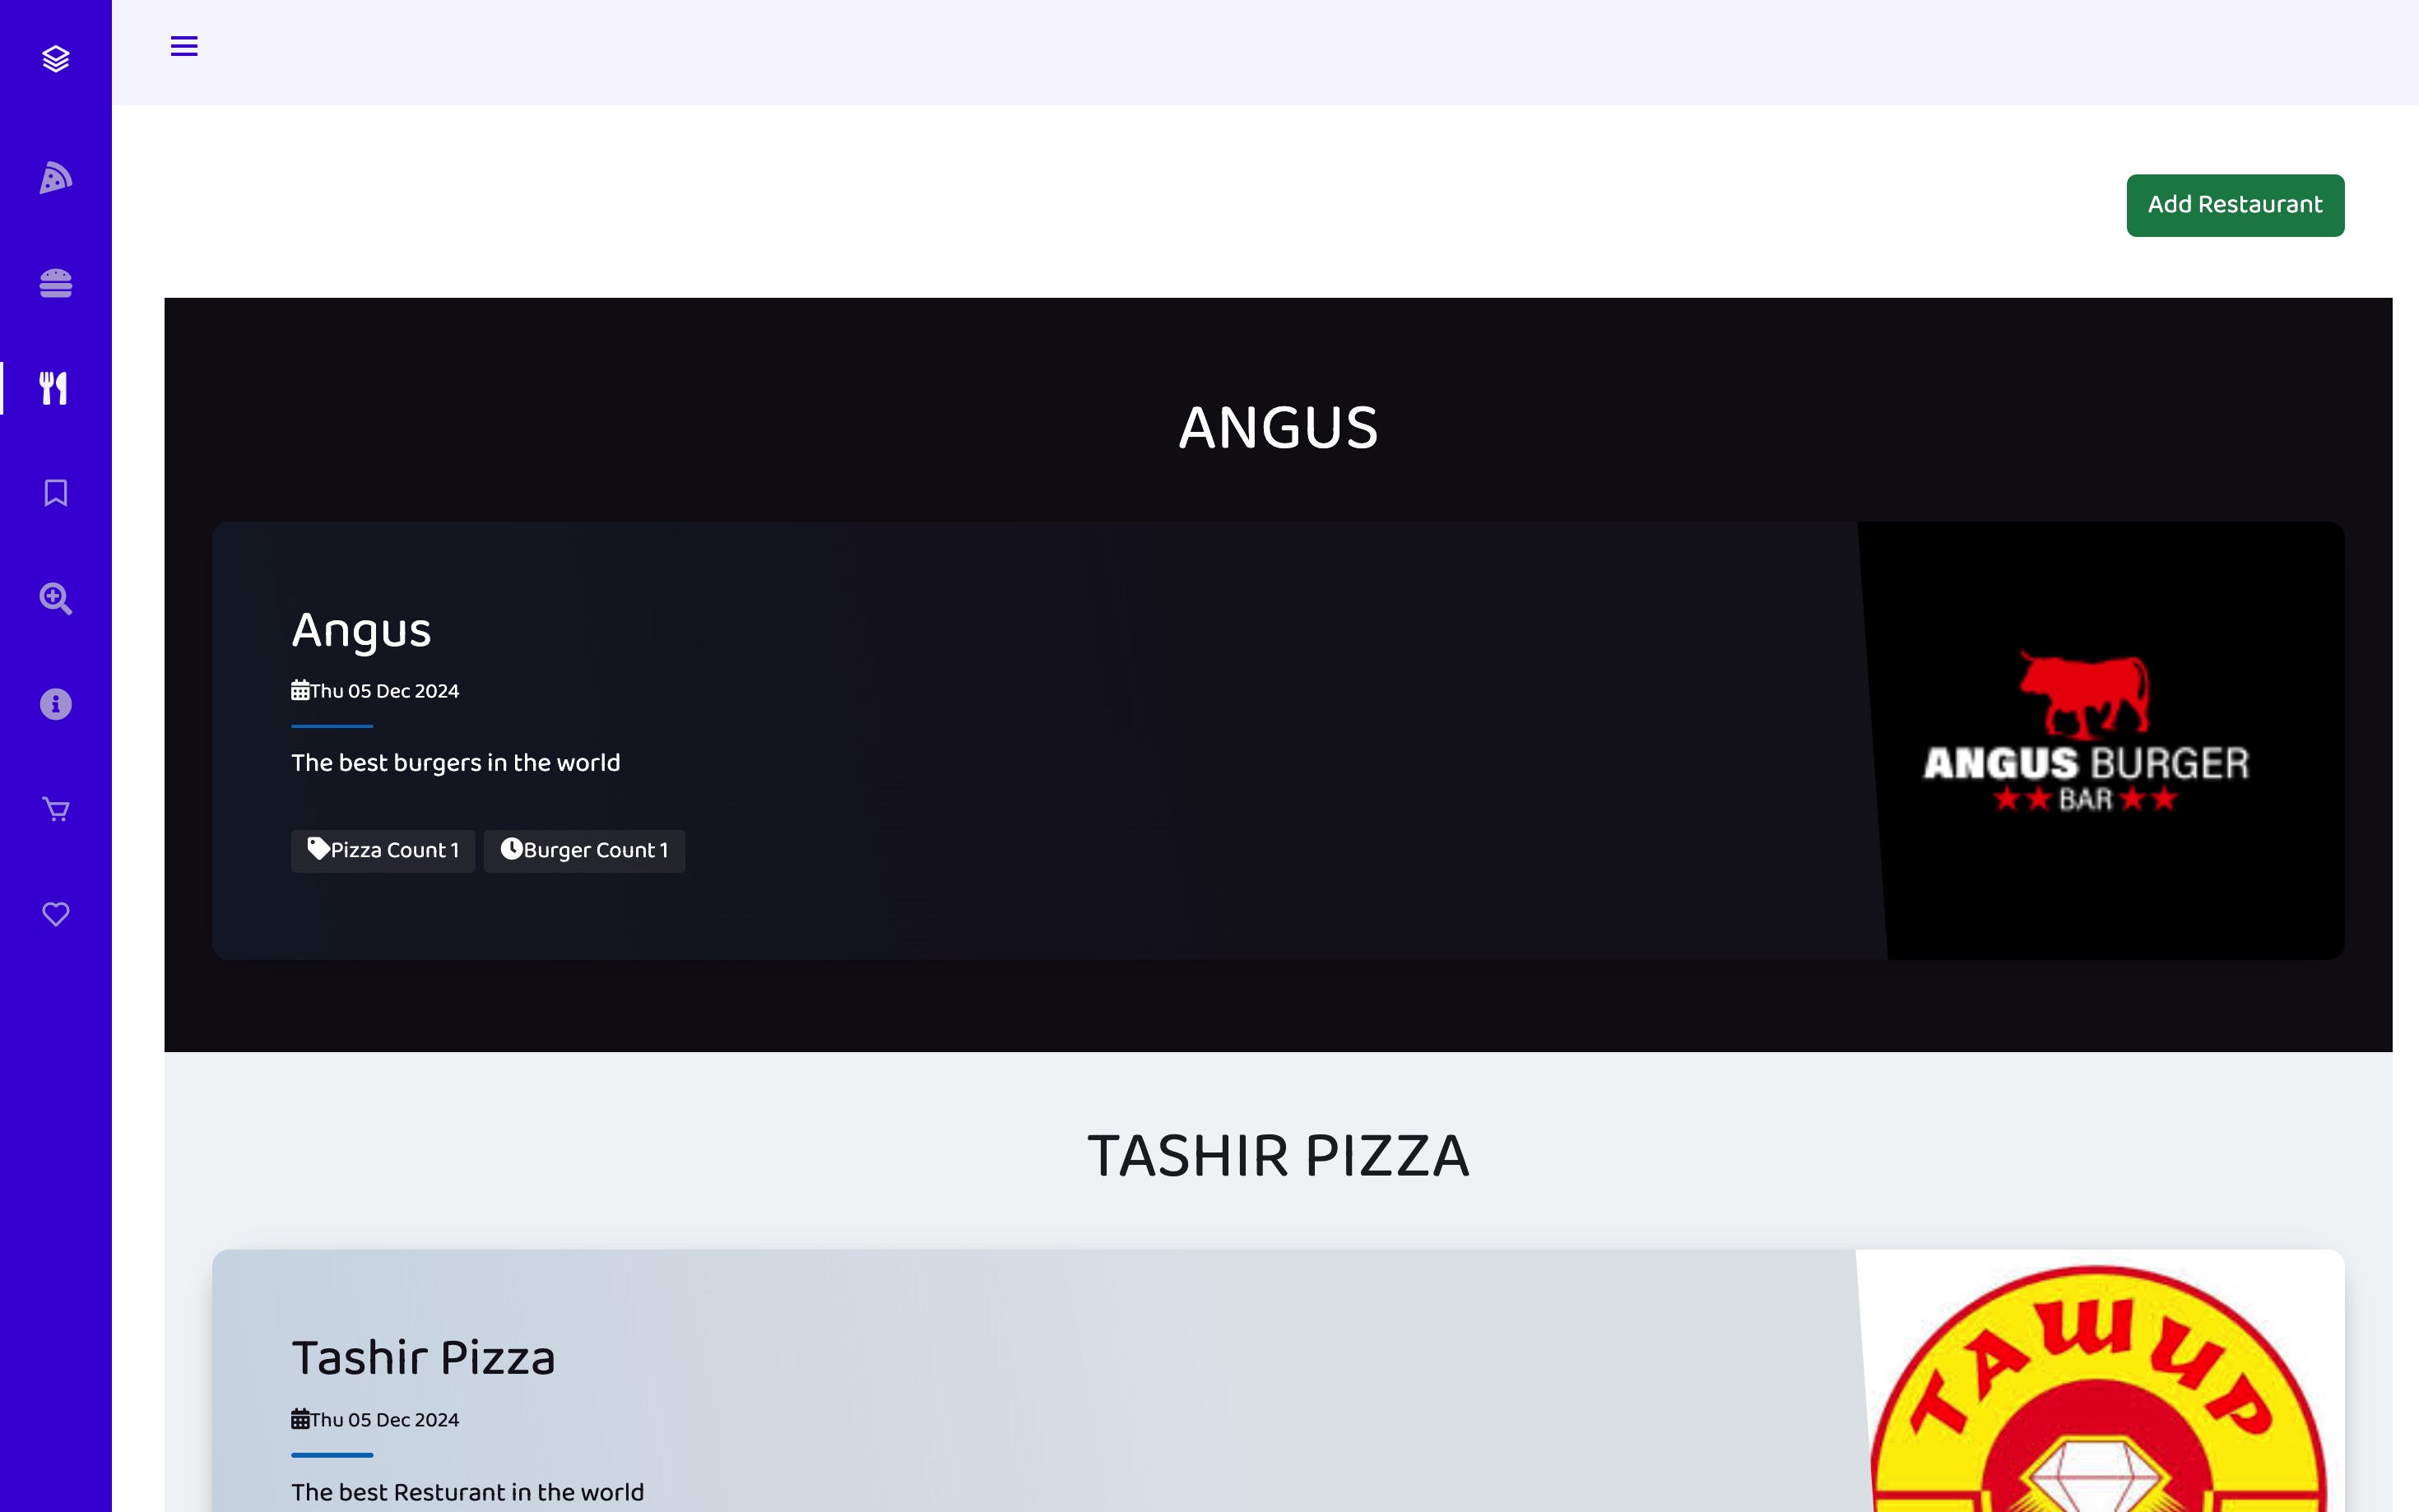 Add Restaurant
ANGUS
Angus
Thu 05 Dec 2024
The best burgers in the world
Pizza Count 1
Burger Count 1
ANGUS BURGER
BAR
TASHIR PIZZA
Tashir Pizza
Thu 05 Dec 2024
The best Resturant in the world
ТАШИР